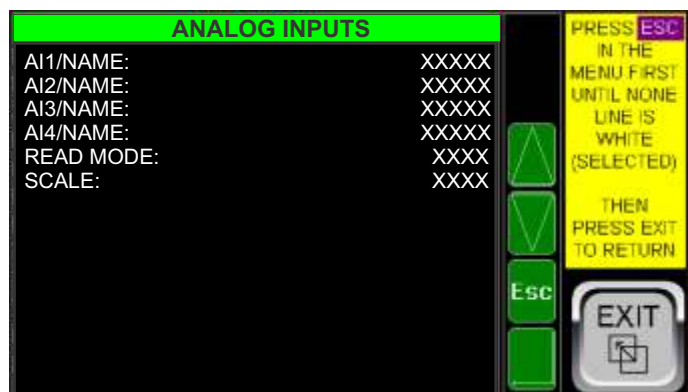 ANALOG INPUTS
AI1/NAME: XXXXX
AI2/NAME: XXXXX
AI3/NAME: XXXXX
AI4/NAME: XXXXX
READ MODE: XXXX
SCALE: XXXX
Esc
PRESS ESC
IN THE
MENU FIRST
UNTIL NONE
LINE IS
WHITE
(SELECTED)
THEN
PRESS EXIT
TO RETURN
EXIT